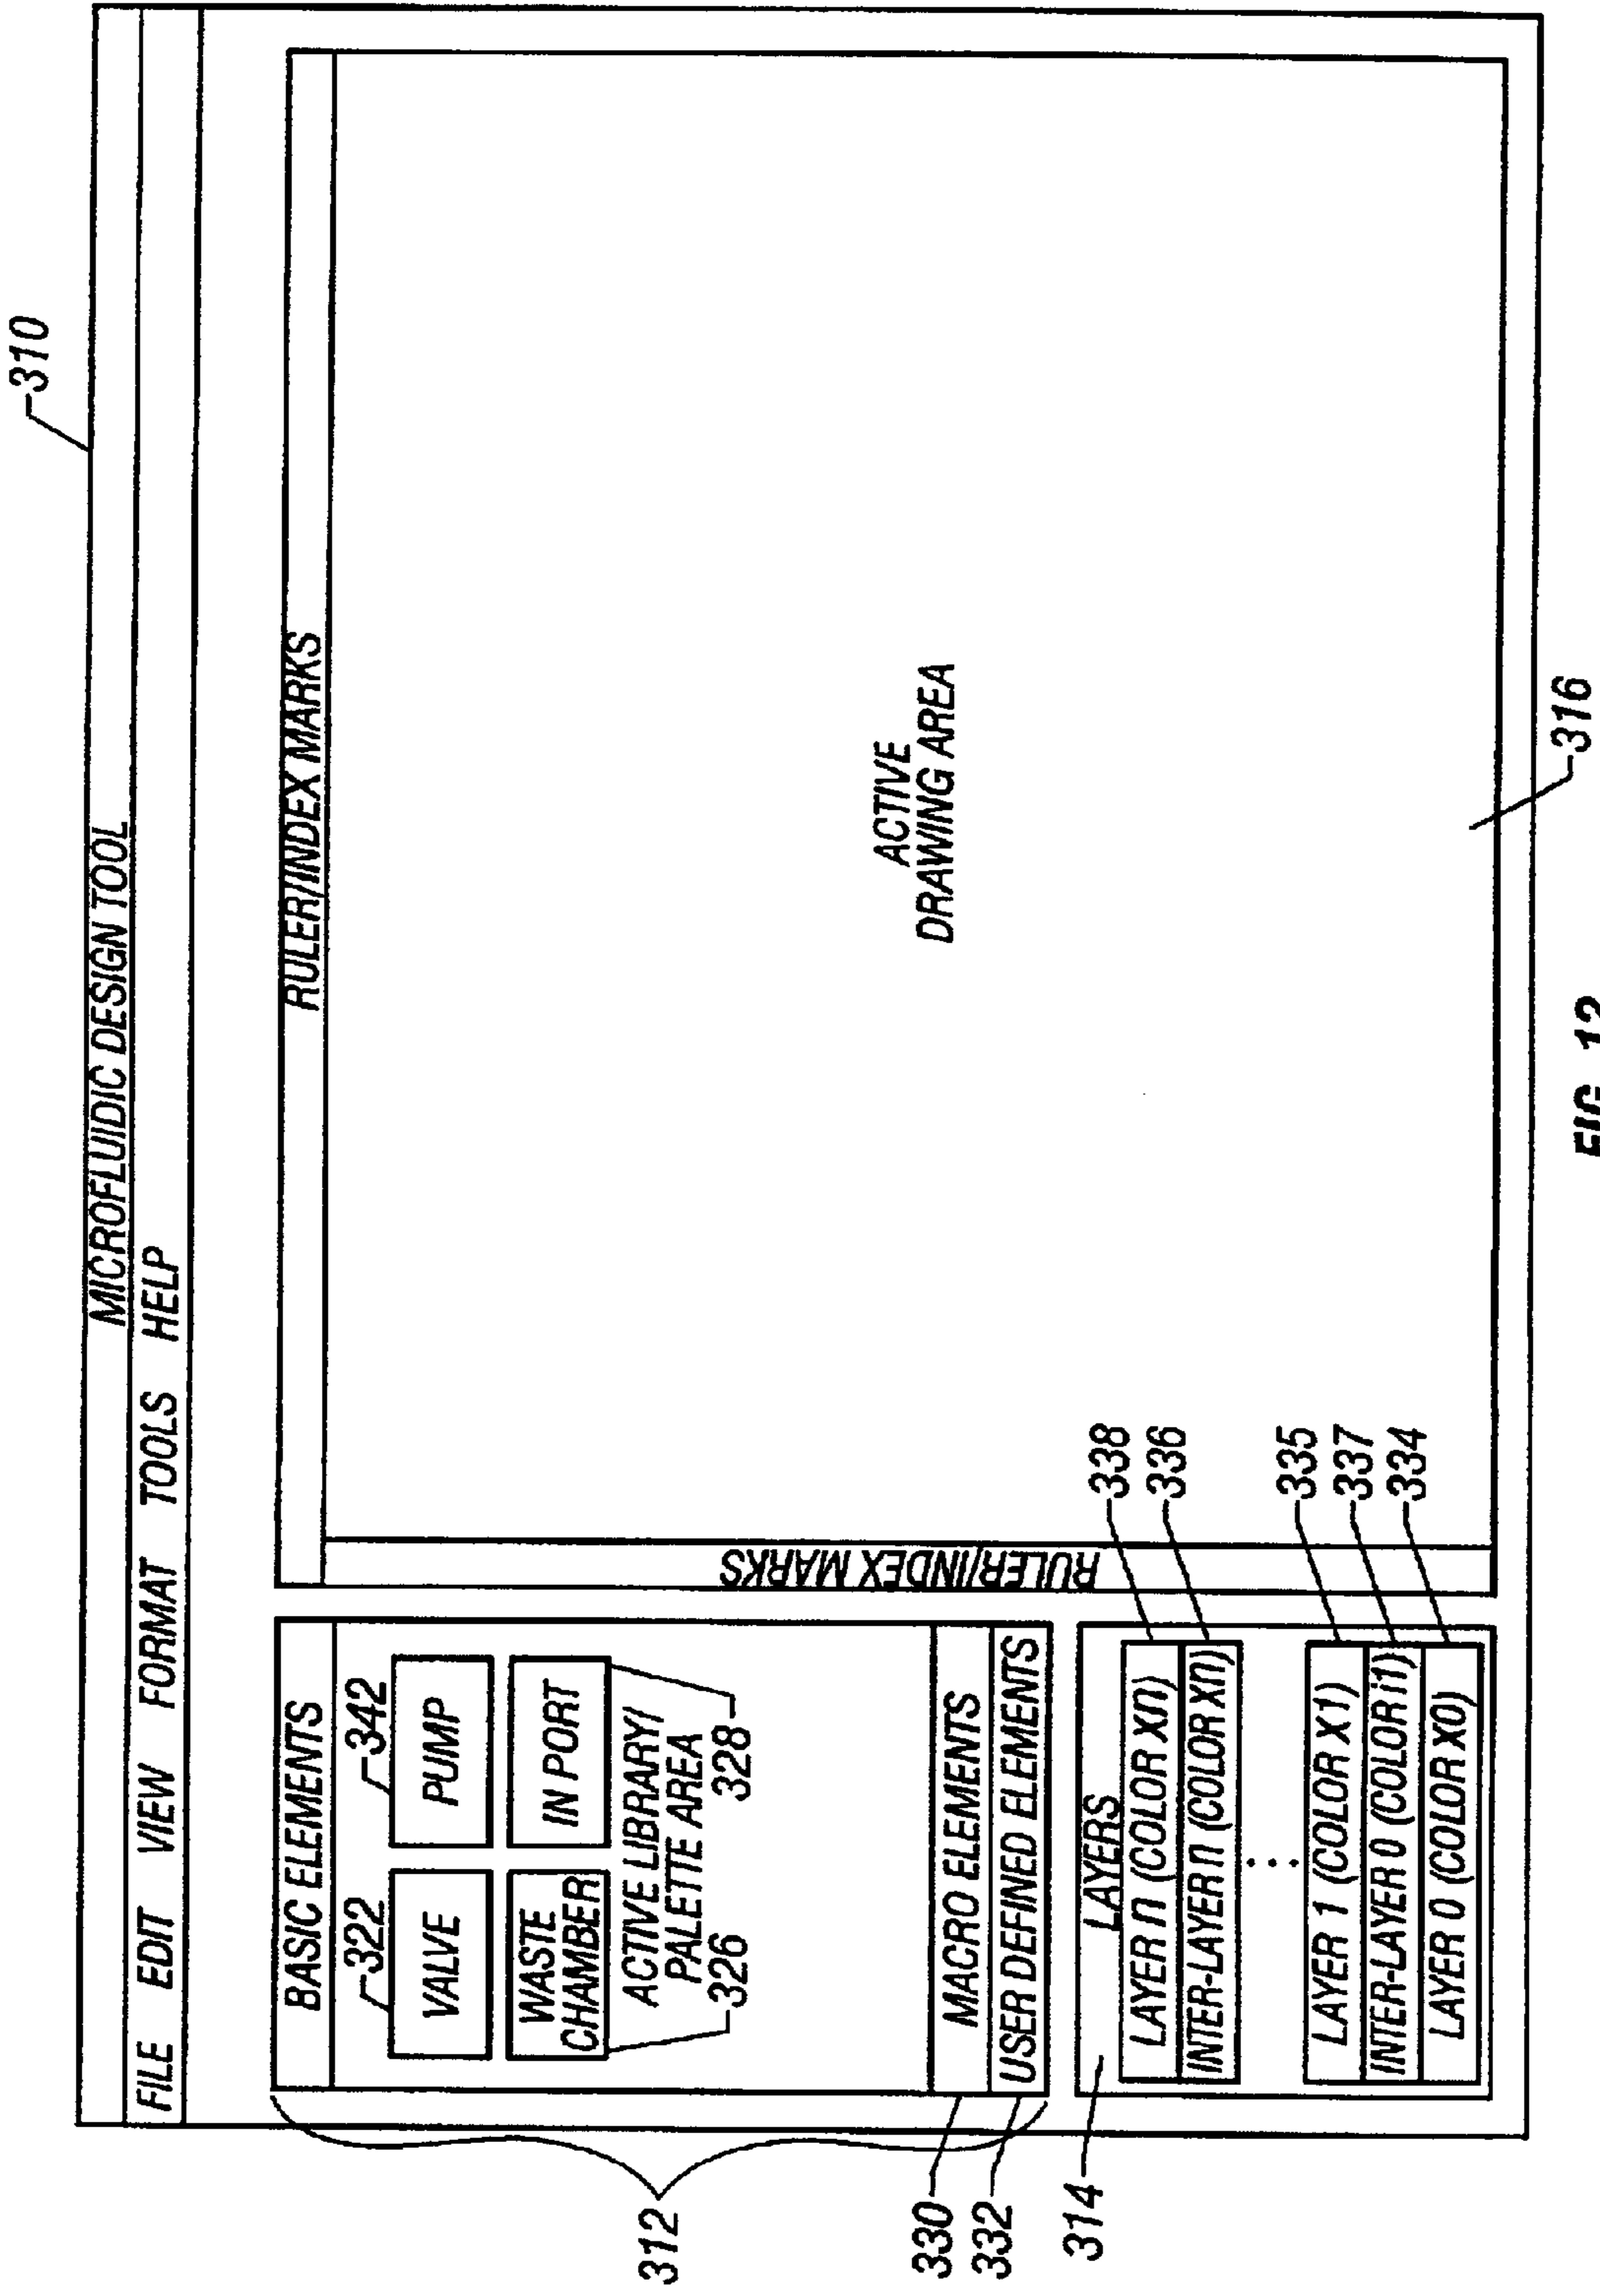 310
MICROFLUIDIC DESIGN TOOL
FILE EDIT VIEW FORMAT TOOLS HELP
RULER/INDEX MARKS
BASIC ELEMENTS
322
342
VALVE
PUMP
WASTE
CHAMBER
IN PORT
ACTIVE LIBRARY/
PALETTE AREA
326
328
312
RULER/INDEX MARKS
ACTIVE
DRAWING AREA
330
MACRO ELEMENTS
332
USER DEFINED ELEMENTS
314
LAYERS
LAYER n (COLOR Xn)
338
INTER-LAYER n (COLOR Xn)
336
LAYER 1 (COLOR X1)
335
INTER-LAYER 0 (COLOR i1)
337
LAYER 0 (COLOR X0)
334
316